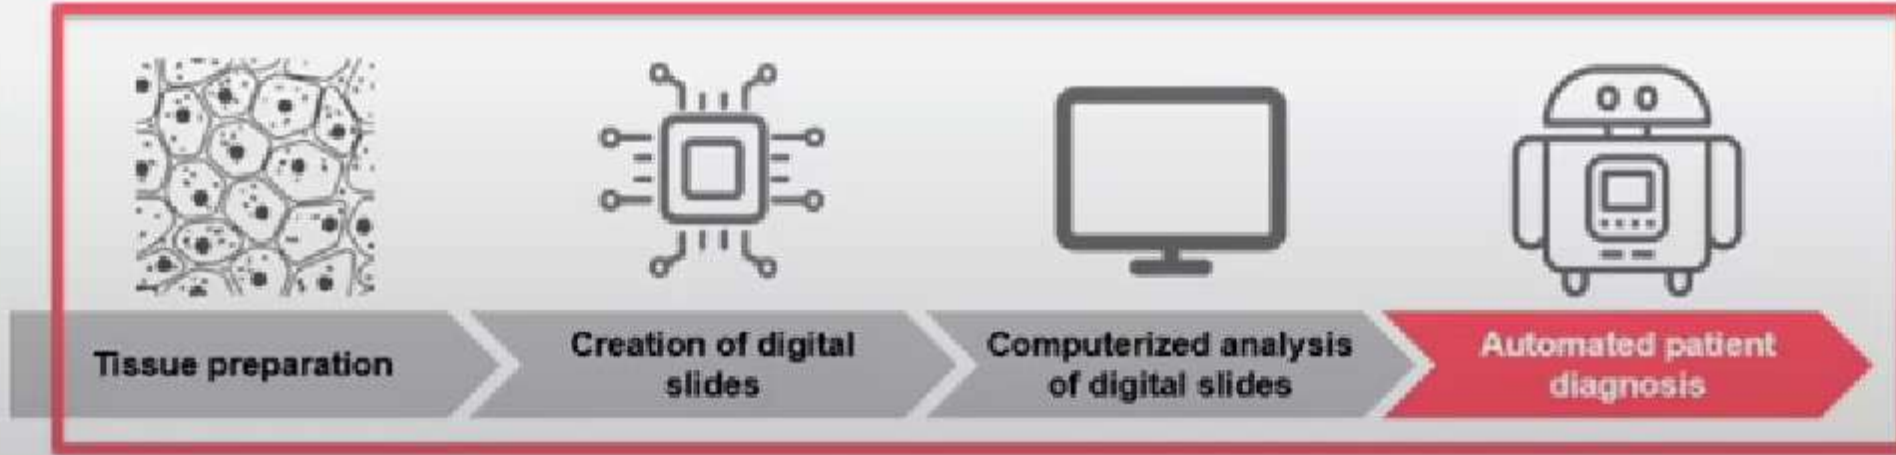 Tissue preparation
Creation of digital
slides
Computerized analysis
of digital slides
Automated patient
diagnosis